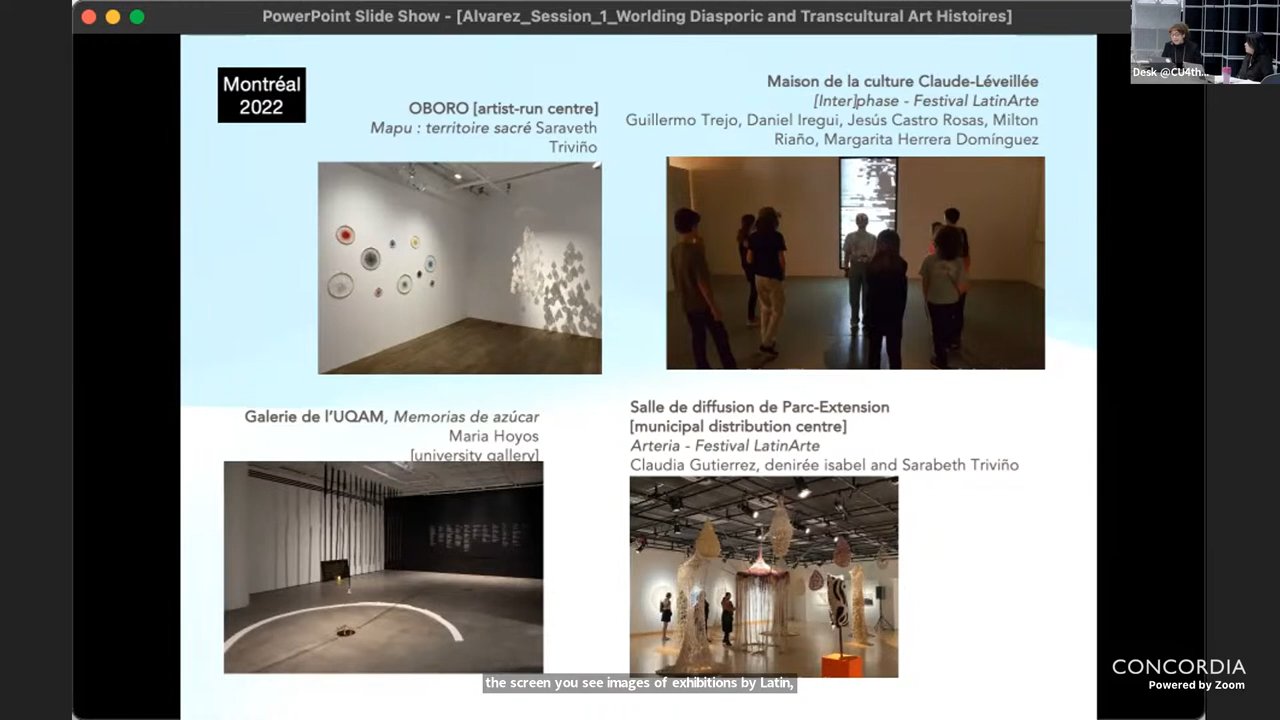 PowerPoint Slide Show - [Alvarez_Session_1_Worlding Diasporic and Transcultural Art Histoires]
Desk @CU4th...
Montréal
2022
OBORO [artist-run centre]
Mapu : territoire sacré Saraveth
Triviño
Maison de la culture Claude-Léveillée
[Inter]phase - Festival LatinArte
Guillermo Trejo, Daniel Iregui, Jesús Castro Rosas, Milton
Riaño, Margarita Herrera Domínguez
Galerie de l'UQAM, Memorias de azúcar
Maria Hoyos
[university gallery]
Salle de diffusion de Parc-Extension
[municipal distribution centre]
Arteria - Festival LatinArte
Claudia Gutierrez, denirée isabel and Sarabeth Triviño
the screen you see images of exhibitions by Latin,
CONCORDIA
Powered by Zoom